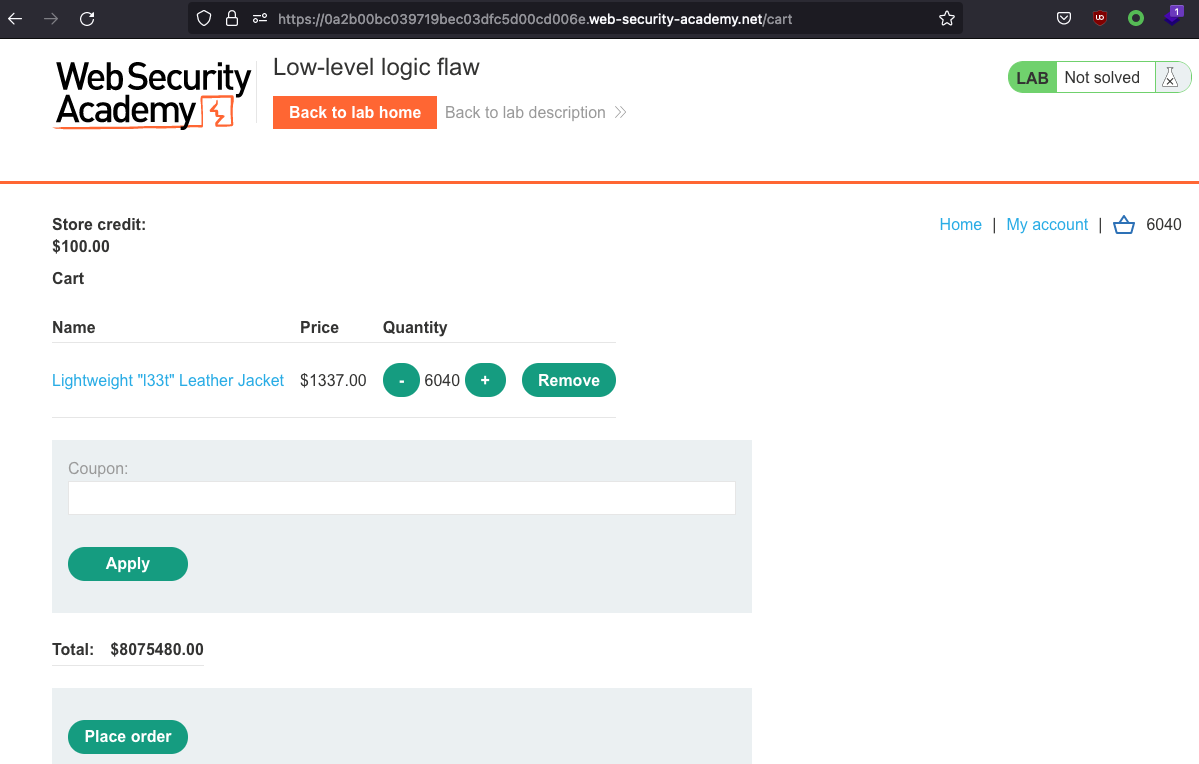 https://0a2b00bc039719bec03dfc5d00cd006e.web-security-academy.net/cart
1
Web Security
Academy
Low-level logic flaw
Back to lab home Back to lab description
LAB Not solved
Store credit:
$100.00
Home | My account | 6040
Cart
Name Price Quantity
Lightweight "l33t" Leather Jacket $1337.00 - 6040 + Remove
Coupon:
Apply
Total: $8075480.00
Place order